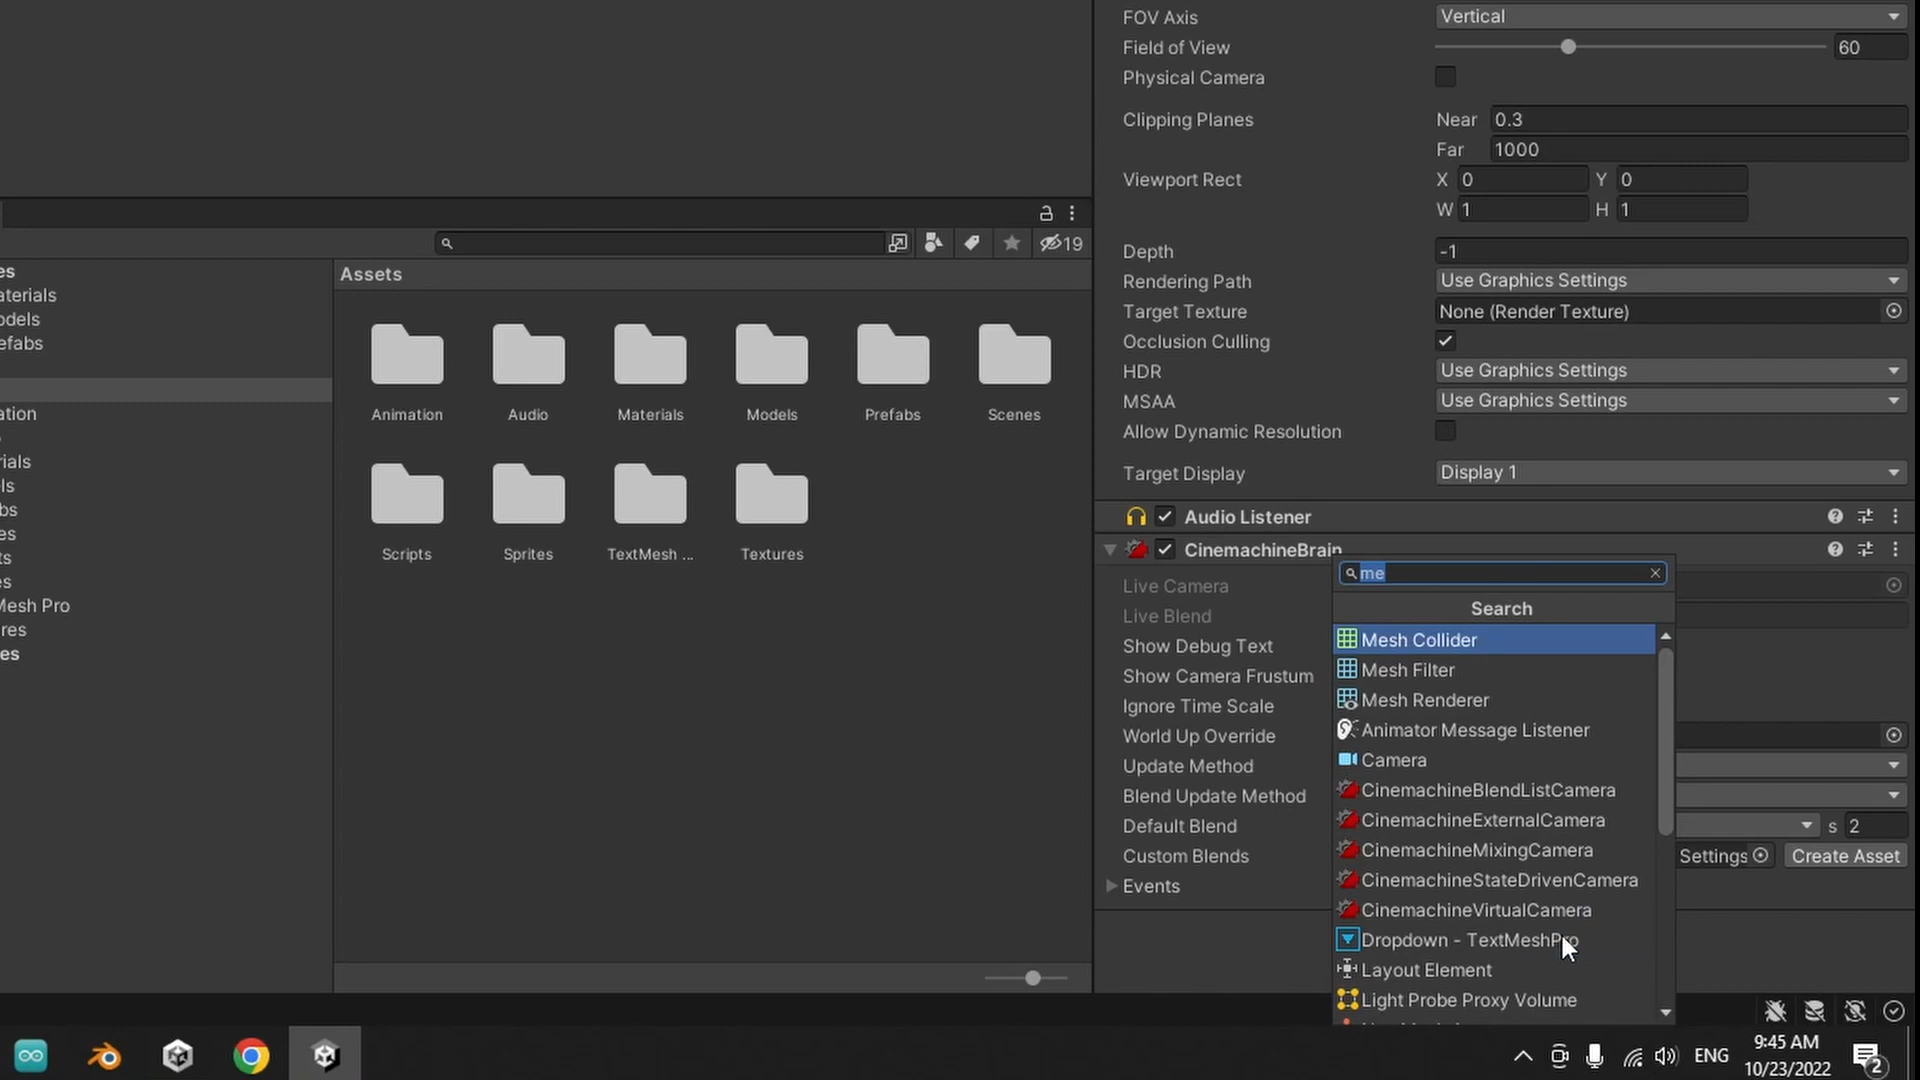 FOV Axis Vertical
Field of View 60
Physical Camera
Clipping Planes Near 0.3
Far 1000
Viewport Rect X 0 Y 0
W 1 H 1
Depth -1
Rendering Path Use Graphics Settings
Target Texture None (Render Texture)
Occlusion Culling
HDR Use Graphics Settings
MSAA Use Graphics Settings
Allow Dynamic Resolution
Target Display Display 1
Audio Listener
CinemachineBrain
Live Camera
Live Blend
Show Debug Text
Show Camera Frustum
Ignore Time Scale
World Up Override
Update Method
Blend Update Method
Default Blend s 2
Custom Blends Settings Create Asset
Events
me
Search
Mesh Collider
Mesh Filter
Mesh Renderer
Animator Message Listener
Camera
CinemachineBlendListCamera
CinemachineExternalCamera
CinemachineMixingCamera
CinemachineStateDrivenCamera
CinemachineVirtualCamera
Dropdown - TextMeshPro
Layout Element
Light Probe Proxy Volume
19
Assets
Animation Audio Materials Models Prefabs Scenes
Scripts Sprites TextMesh ... Textures
es
aterials
odels
efabs
ation
rials
ls
bs
es
ts
es
Mesh Pro
res
es
ENG
9:45 AM
10/23/2022
2